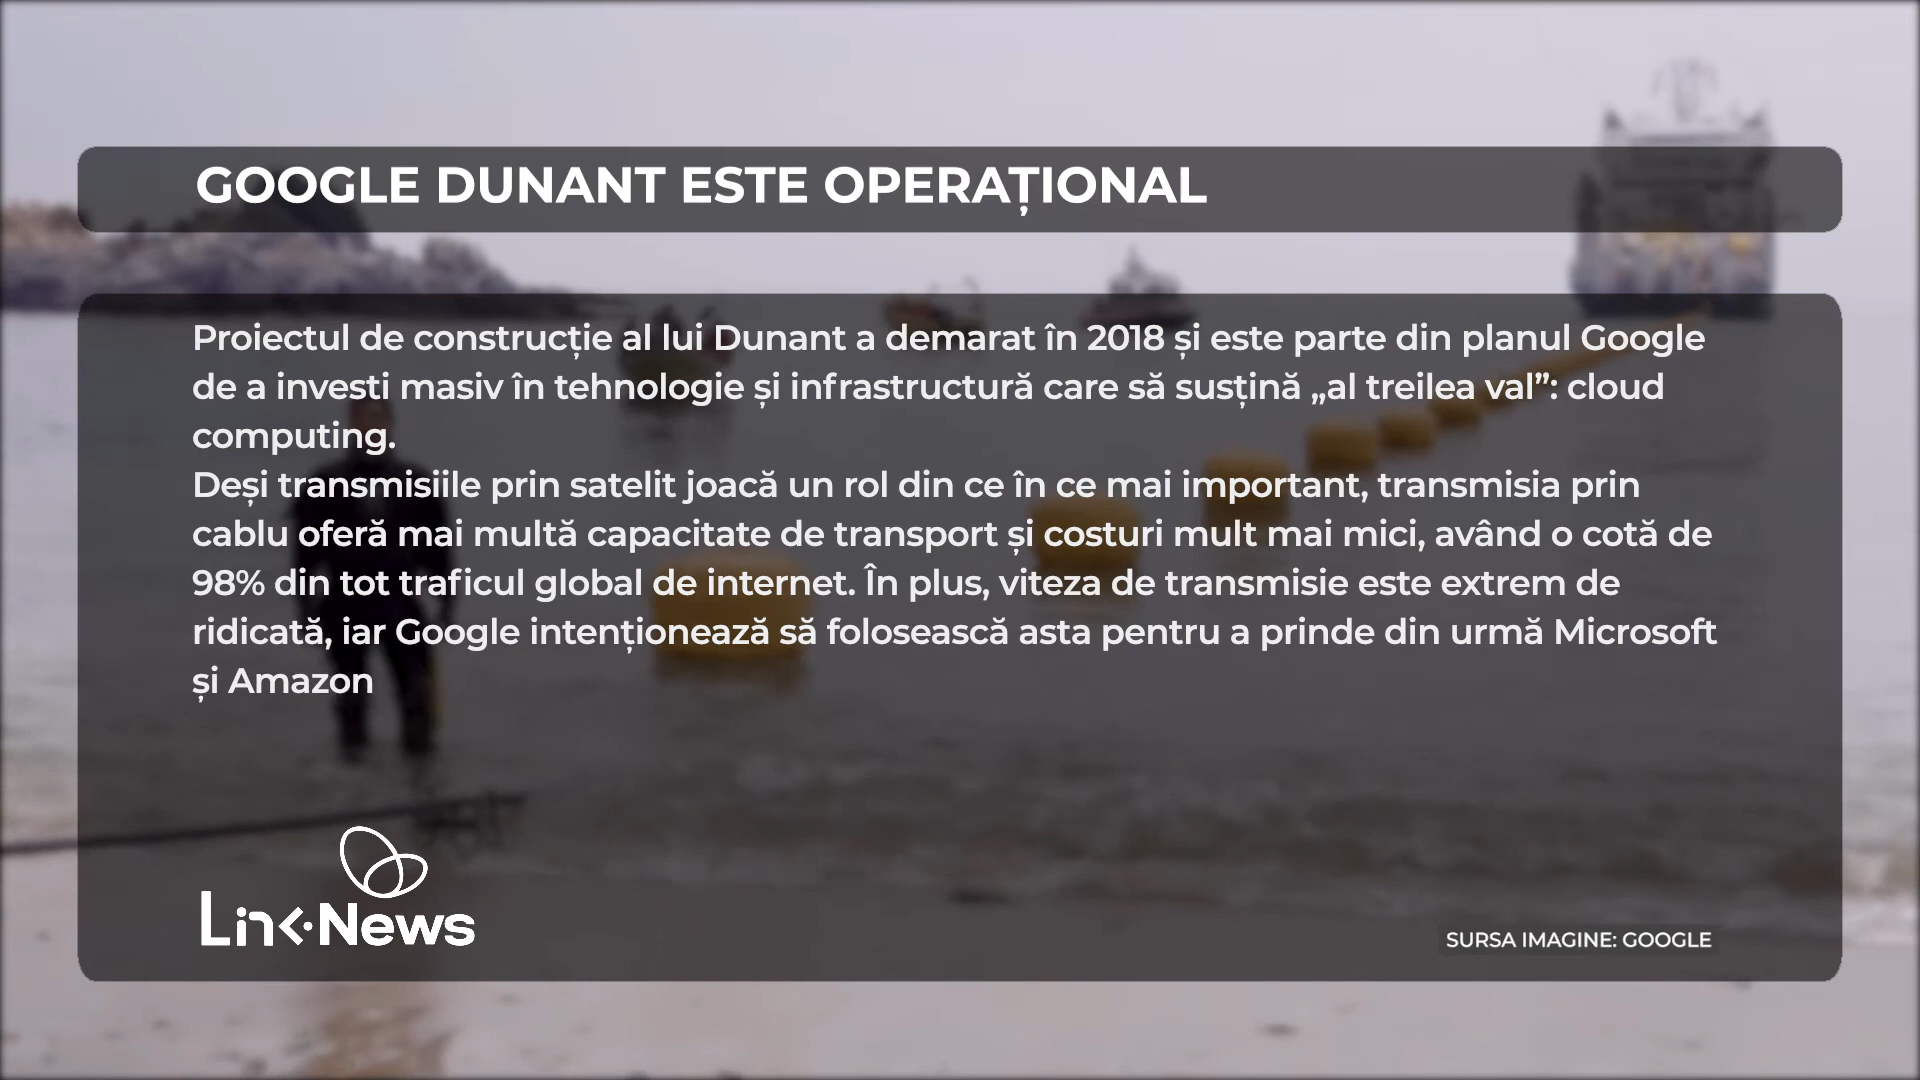 GOOGLE DUNANT ESTE OPERAȚIONAL
Proiectul de construcție al lui Dunant a demarat în 2018 și este parte din planul Google
de a investi masiv în tehnologie și infrastructură care să susțină „al treilea val”: cloud
computing.
Deși transmisiile prin satelit joacă un rol din ce în ce mai important, transmisia prin
cablu oferă mai multă capacitate de transport și costuri mult mai mici, având o cotă de
98% din tot traficul global de internet. În plus, viteza de transmisie este extrem de
ridicată, iar Google intenționează să folosească asta pentru a prinde din urmă Microsoft
și Amazon
Link News
SURSA IMAGINE: GOOGLE